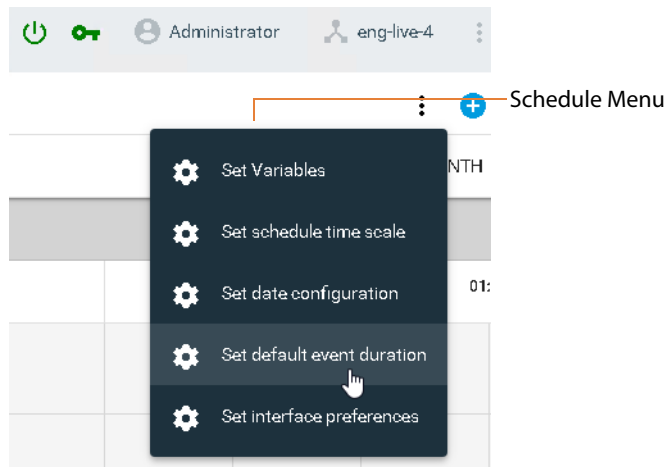 Administrator eng-live-4
Schedule Menu
Set Variables
NTH
Set schedule time scale
Set date configuration
01:
Set default event duration
Set interface preferences